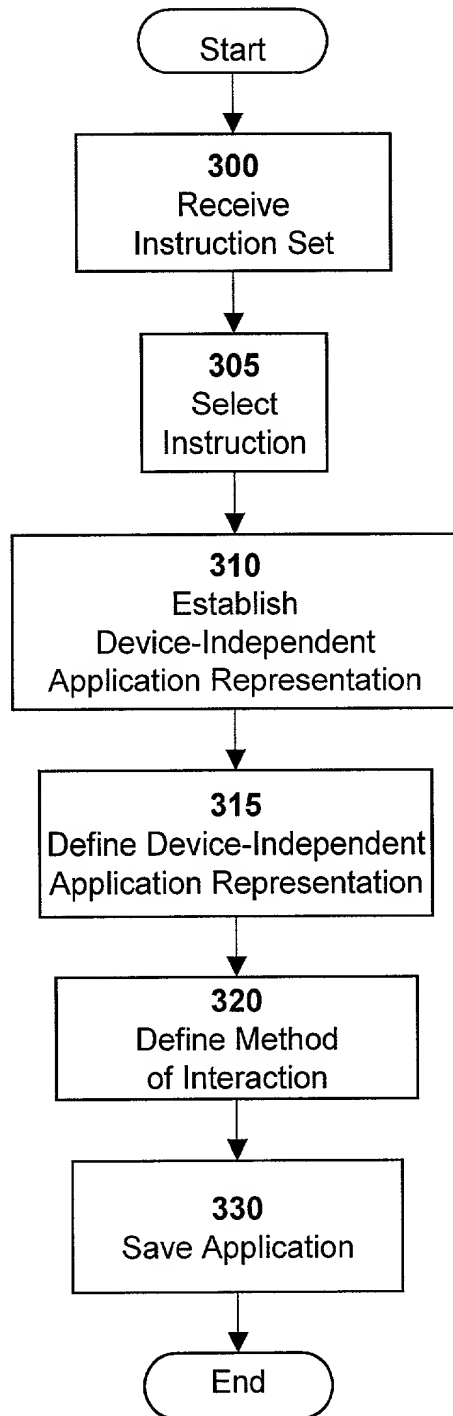 Start
300
Receive
Instruction Set
305
Select
Instruction
310
Establish
Device-Independent
Application Representation
315
Define Device-Independent
Application Representation
320
Define Method
of Interaction
330
Save Application
End